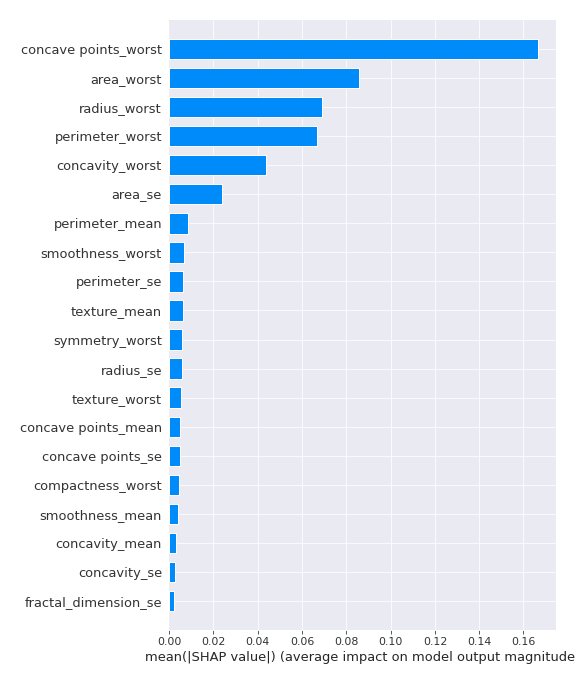 concave points_worst
area_worst
radius_worst
perimeter_worst
concavity_worst
area_se
perimeter_mean
smoothness_worst
perimeter_se
texture_mean
symmetry_worst
radius_se
texture_worst
concave points_mean
concave points_se
compactness_worst
smoothness_mean
concavity_mean
concavity_se
fractal_dimension_se
0.00 0.02 0.04 0.06 0.08 0.10 0.12 0.14 0.16
mean(|SHAP value|) (average impact on model output magnitude